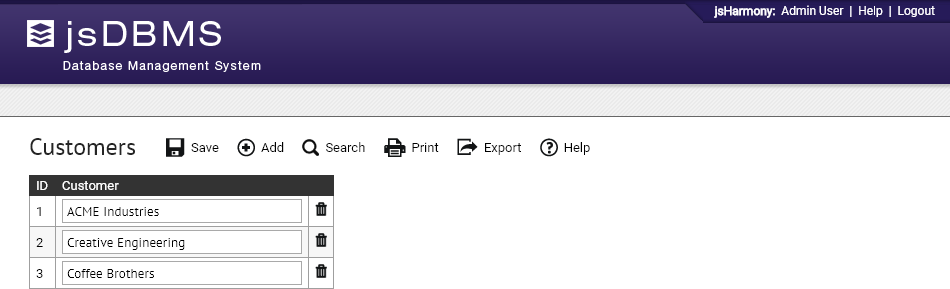 jsHarmony: Admin User | Help | Logout
jsDBMS
Database Management System
Customers Save Add Search Print Export Help
ID Customer
1 ACME Industries
2 Creative Engineering
3 Coffee Brothers